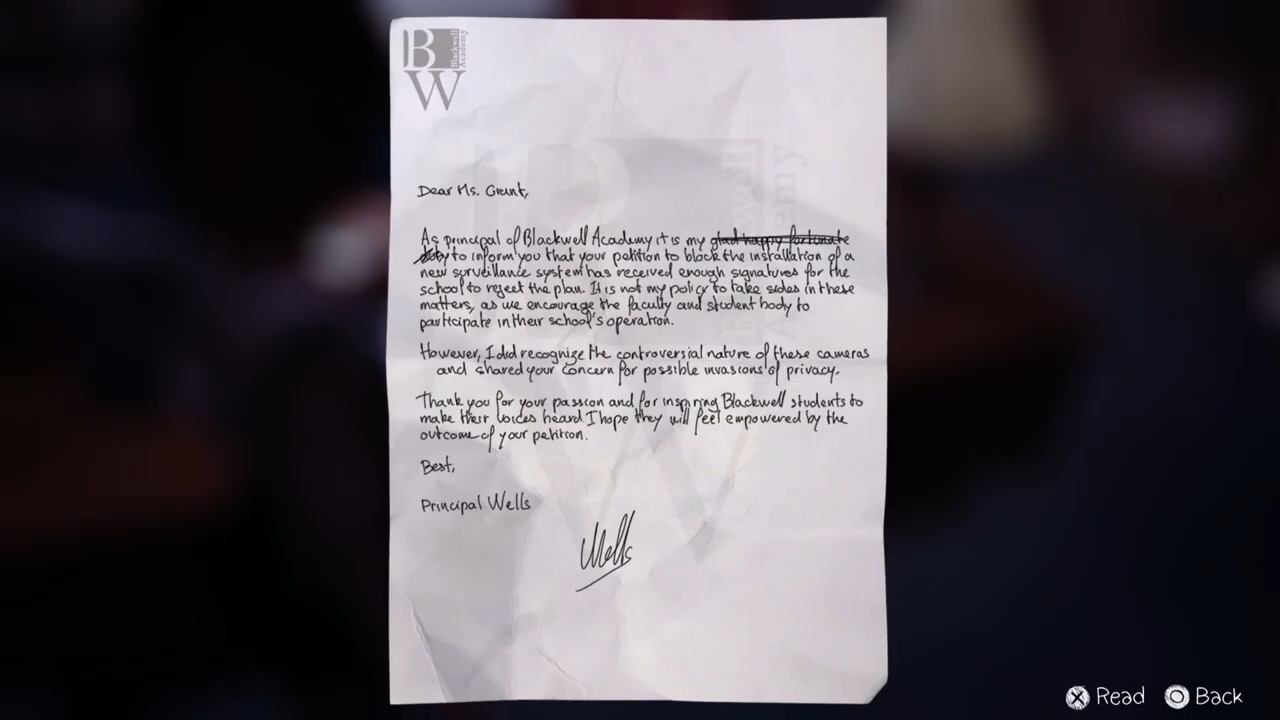 B
Blackwell
Academy
W
Dear Ms. Grant,
As principal of Blackwell Academy it is my glad happy fortunate
duty to inform you that your petition to block the installation of a
new surveillance system has received enough signatures for the
school to reject the plan. It is not my policy to take sides in these
matters, as we encourage the faculty and student body to
participate in their school's operation.
However, I did recognize the controversial nature of these cameras
and shared your concern for possible invasions of privacy.
Thank you for your passion and for inspiring Blackwell students to
make their voices heard I hope they will feel empowered by the
outcome of your petition.
Best,
Principal Wells
Wells
Read Back